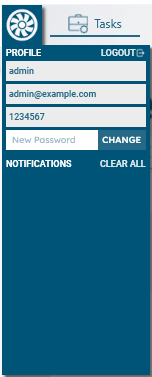 Tasks
PROFILE LOGOUT
admin
admin@example.com
1234567
New Password CHANGE
NOTIFICATIONS CLEAR ALL